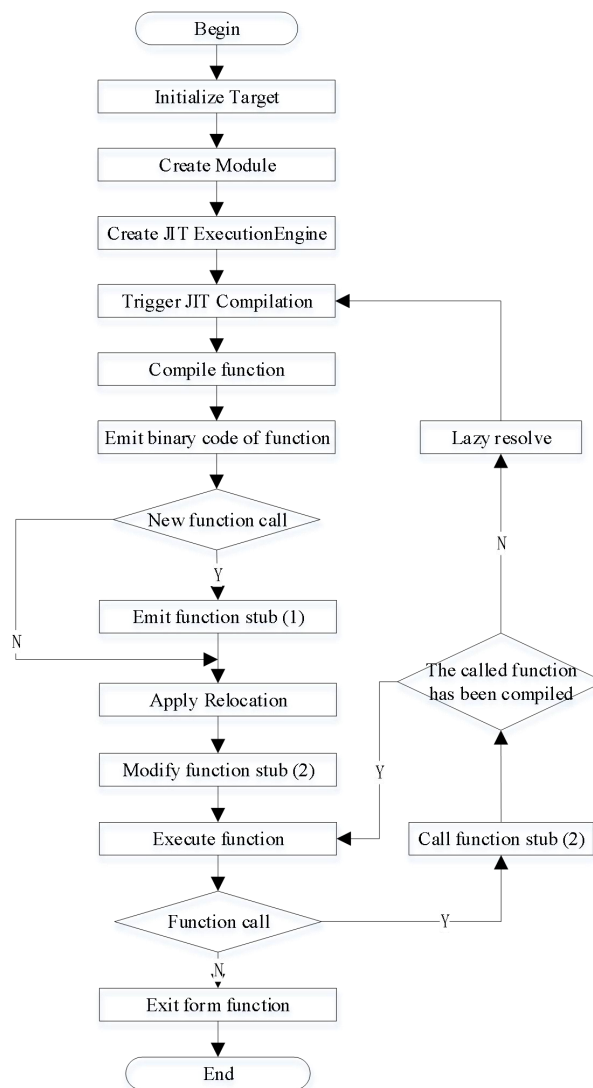 Begin
Initialize Target
Create Module
Create JIT ExecutionEngine
Trigger JIT Compilation
Compile function
Emit binary code of function
Lazy resolve
New function call
Y
N
Emit function stub (1)
N
The called function
has been compiled
Apply Relocation
Modify function stub (2)
Y
Execute function
Call function stub (2)
Function call
Y
N
Exit form function
End